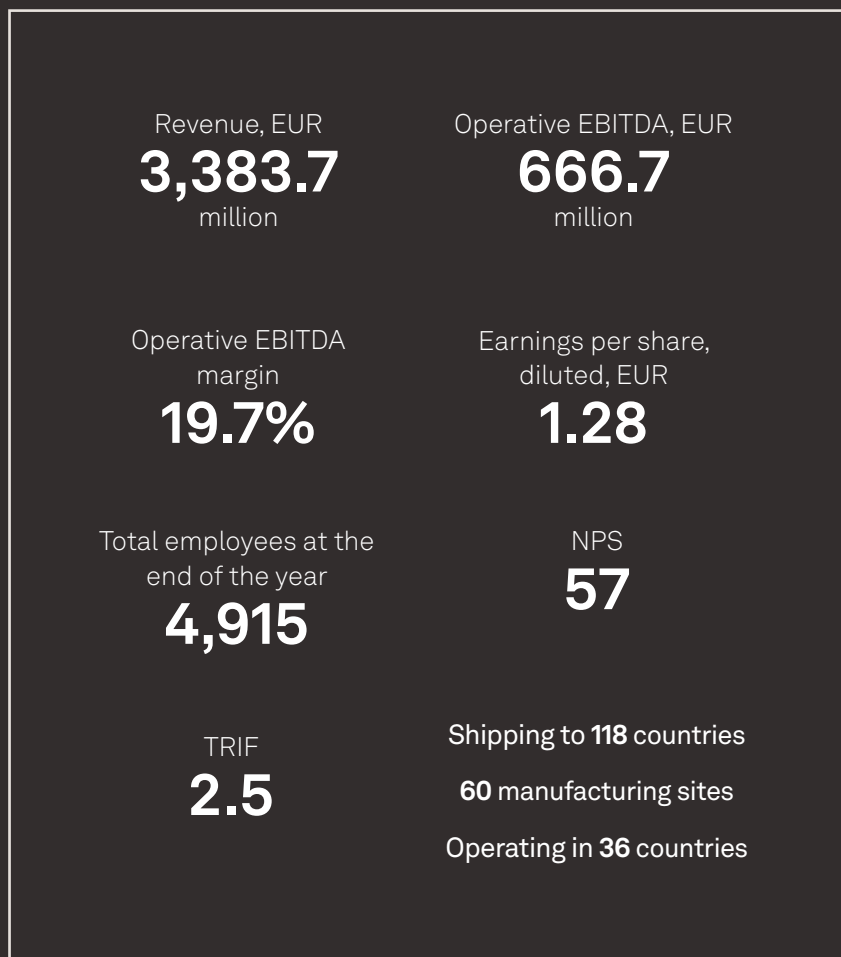 Revenue, EUR
3,383.7
million
Operative EBITDA, EUR
666.7
million
Operative EBITDA
margin
19.7%
Earnings per share,
diluted, EUR
1.28
Total employees at the
end of the year
4,915
NPS
57
TRIF
2.5
Shipping to 118 countries
60 manufacturing sites
Operating in 36 countries